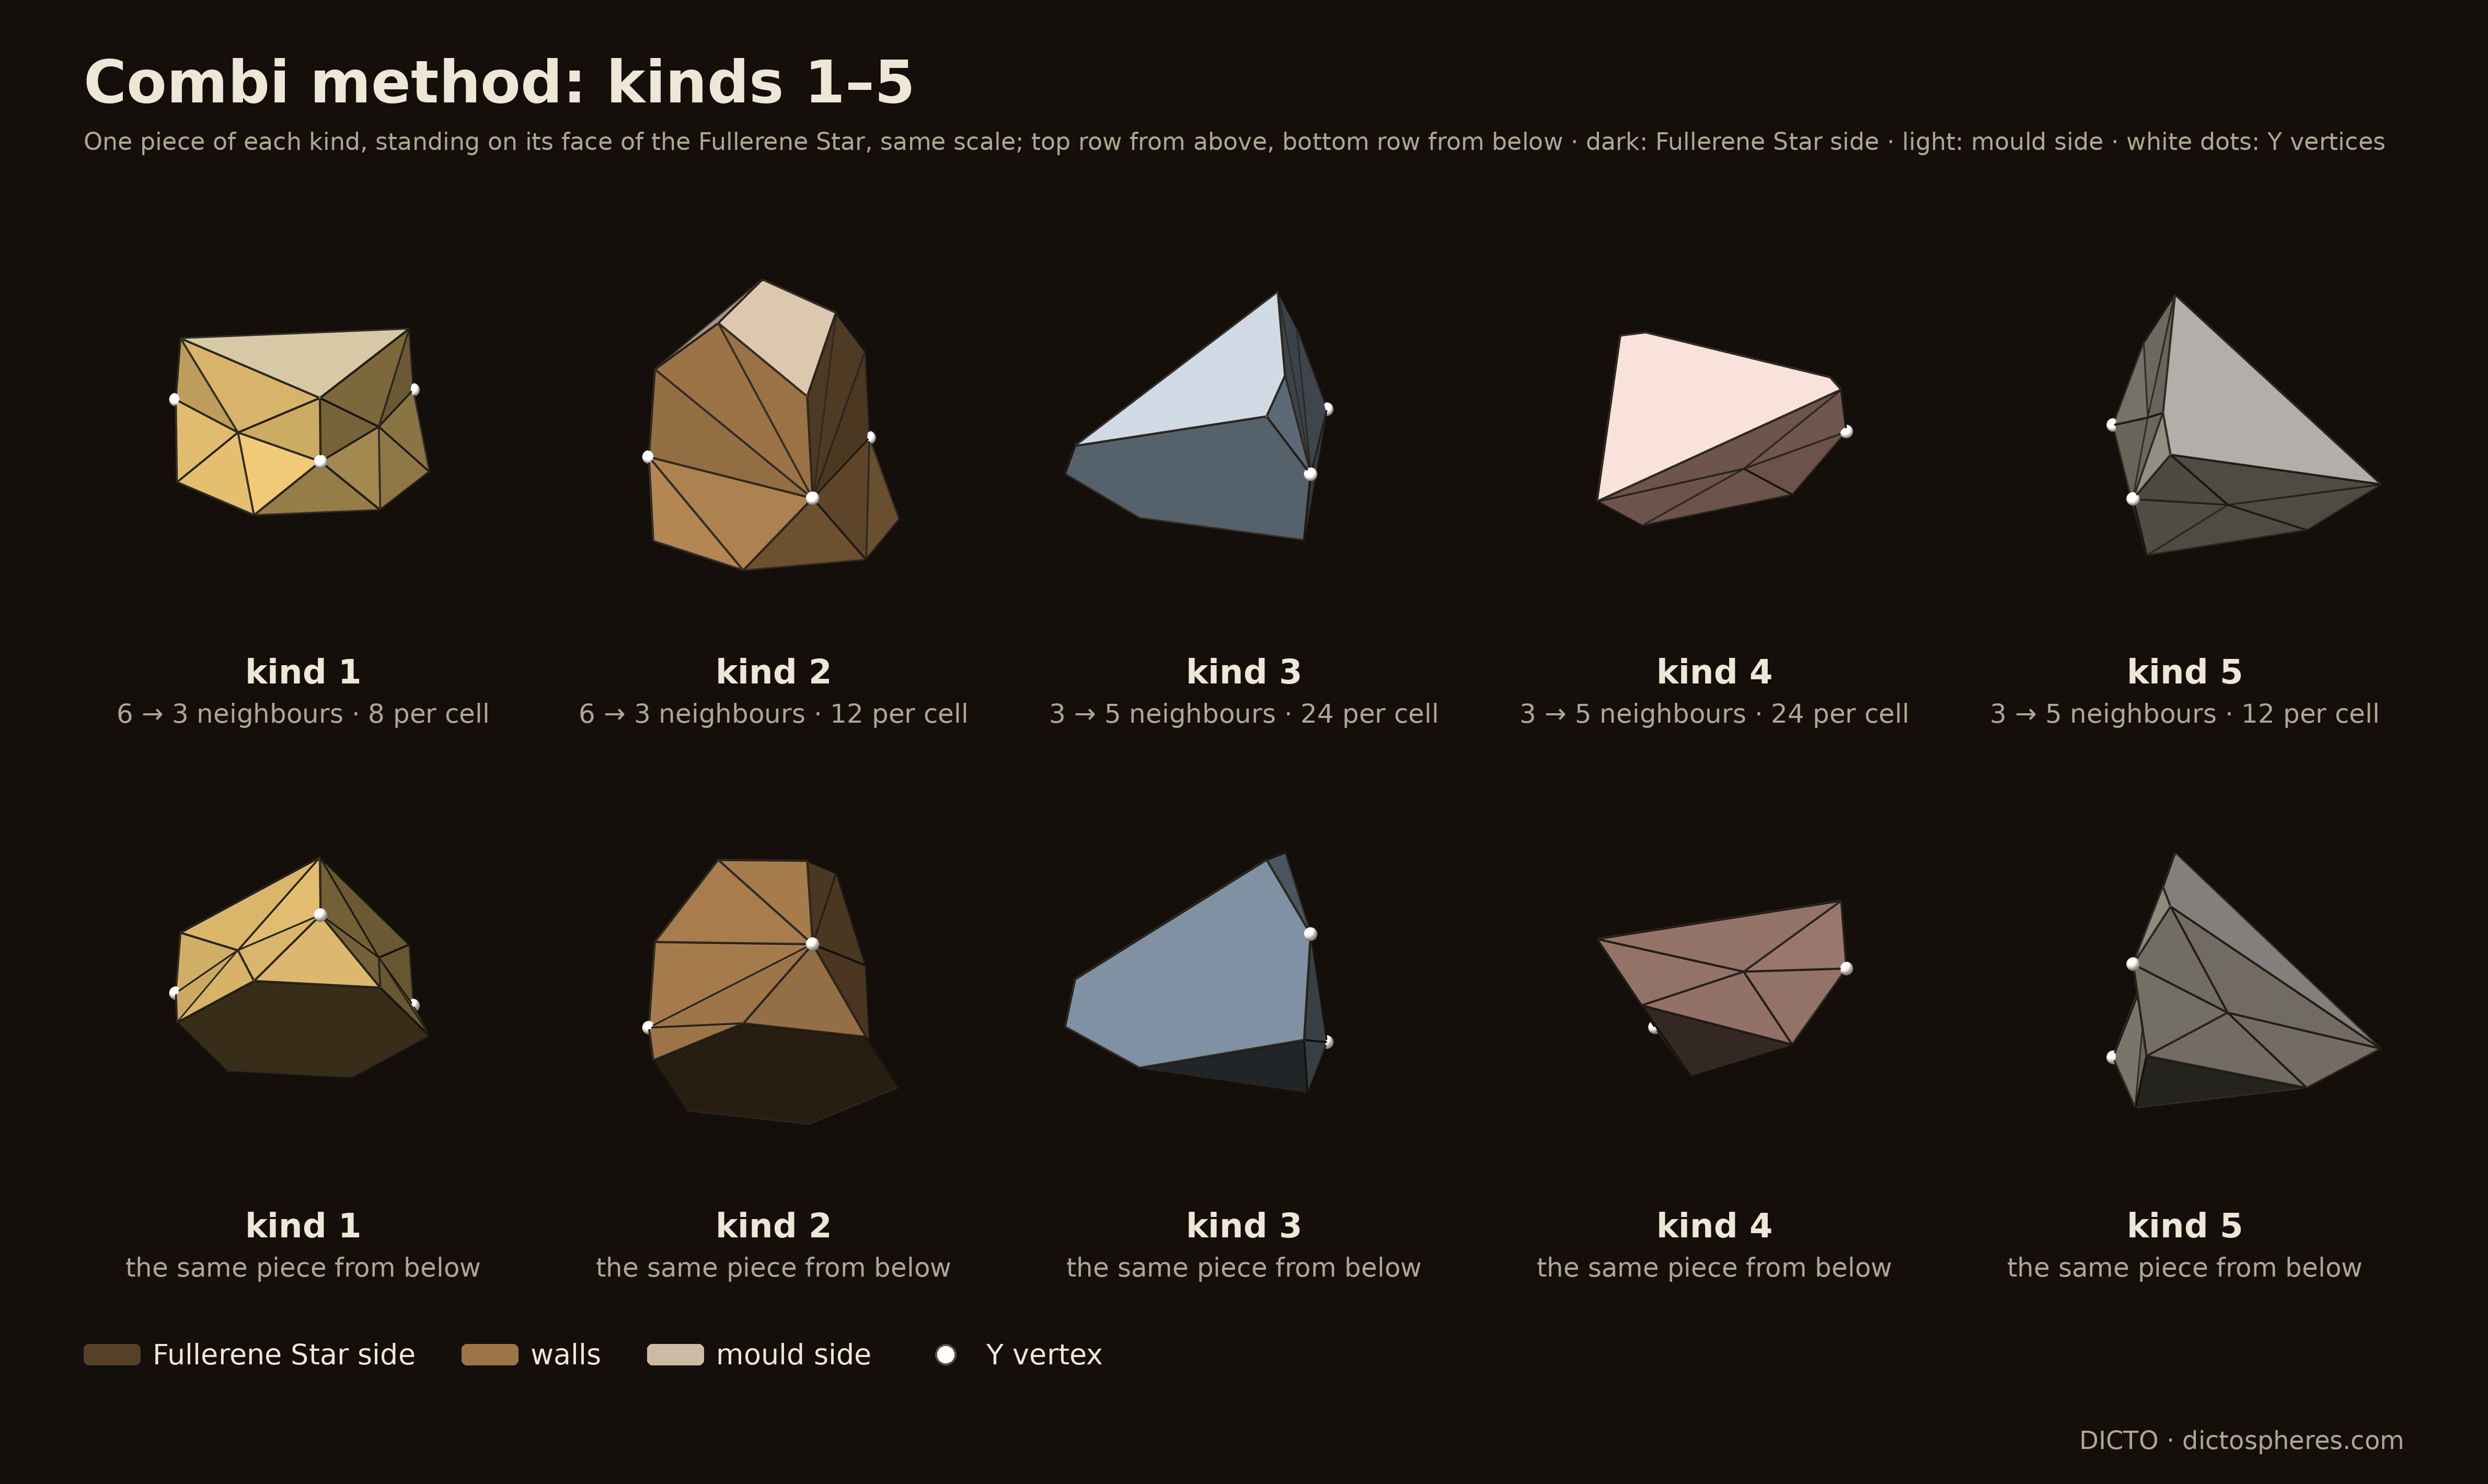 Combi method: kinds 1–5
One piece of each kind, standing on its face of the Fullerene Star, same scale; top row from above, bottom row from below · dark: Fullerene Star side · light: mould side · white dots: Y vertices
kind 1
6 → 3 neighbours · 8 per cell
kind 2
6 → 3 neighbours · 12 per cell
kind 3
3 → 5 neighbours · 24 per cell
kind 4
3 → 5 neighbours · 24 per cell
kind 5
3 → 5 neighbours · 12 per cell
kind 1
the same piece from below
kind 2
the same piece from below
kind 3
the same piece from below
kind 4
the same piece from below
kind 5
the same piece from below
Fullerene Star side
walls
mould side
Y vertex
DICTO · dictospheres.com